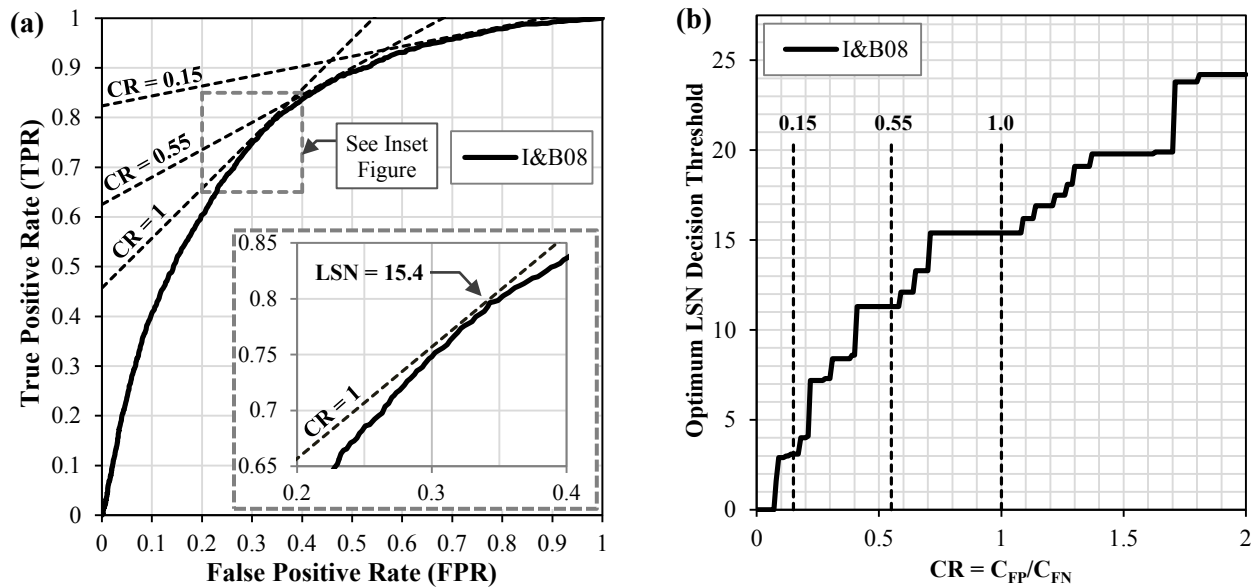 (a)
1
0.9
0.8
0.7
0.6
0.5
0.4
0.3
0.2
0.1
0
True Positive Rate (TPR)
CR = 0.15
CR = 0.55
CR = 1
See Inset
Figure
I&B08
0.85
0.8
0.75
0.7
0.65
LSN = 15.4
CR = 1
0.2
0.3
0.4
0
0.1
0.2
0.3
0.4
0.5
0.6
0.7
0.8
0.9
1
False Positive Rate (FPR)
(b)
25
20
15
10
5
0
Optimum LSN Decision Threshold
I&B08
0.15
0.55
1.0
0
0.5
1
1.5
2
CR = C_FP/C_FN